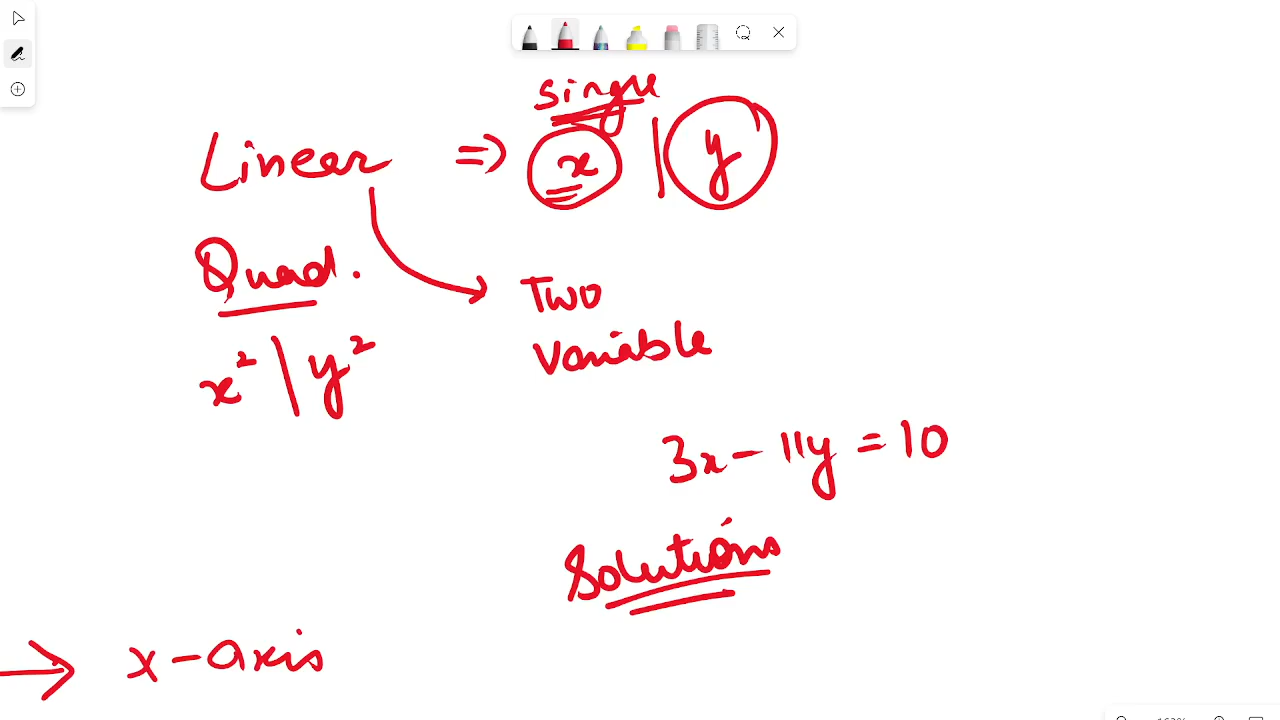 single
Linear => x | y
Quad.
Two
variable
x² | y²
3x - 11y = 10
Solutions
→ x-axis